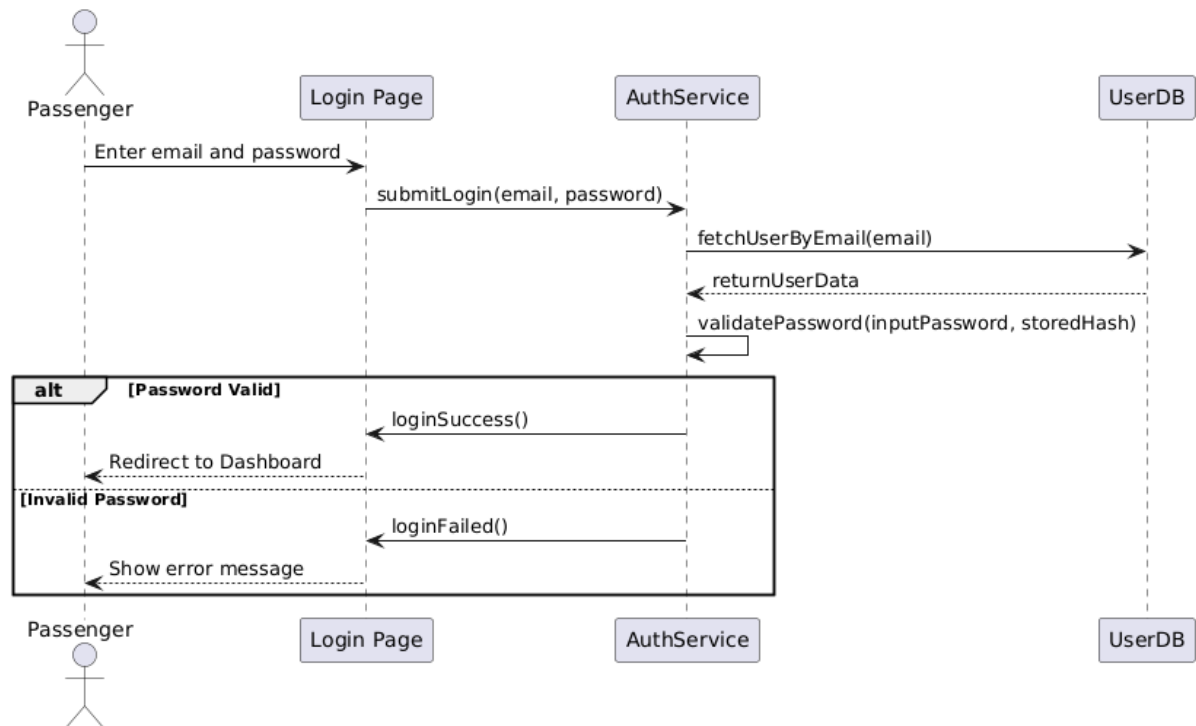 Passenger
Login Page
AuthService
UserDB
Enter email and password
submitLogin(email, password)
fetchUserByEmail(email)
returnUserData
validatePassword(inputPassword, storedHash)
alt
[Password Valid]
loginSuccess()
Redirect to Dashboard
[Invalid Password]
loginFailed()
Show error message
Passenger
Login Page
AuthService
UserDB